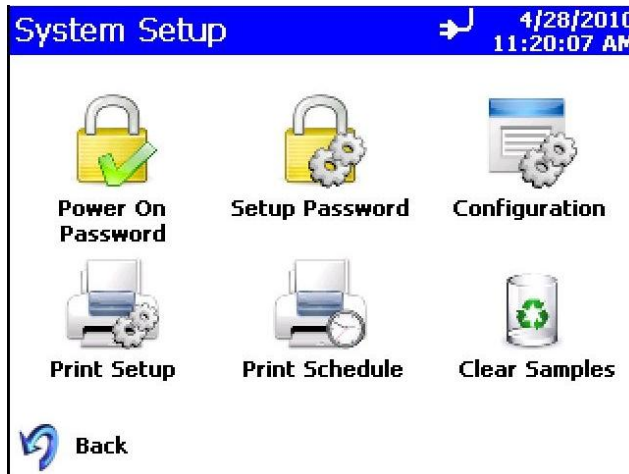 System Setup
4/28/2010
11:20:07 AM
Power On
Password
Setup Password
Configuration
Print Setup
Print Schedule
Clear Samples
Back